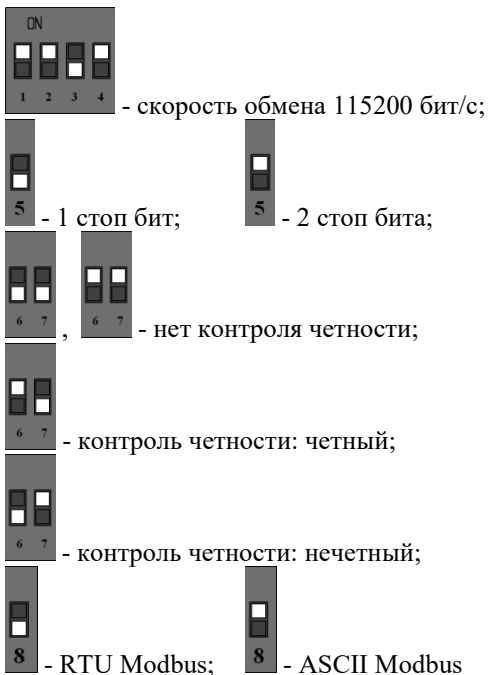 ON
1 2 3 4 - скорость обмена 115200 бит/с;
5 - 1 стоп бит; 5 - 2 стоп бита;
6 7 , 6 7 - нет контроля четности;
6 7 - контроль четности: четный;
6 7 - контроль четности: нечетный;
8 - RTU Modbus; 8 - ASCII Modbus